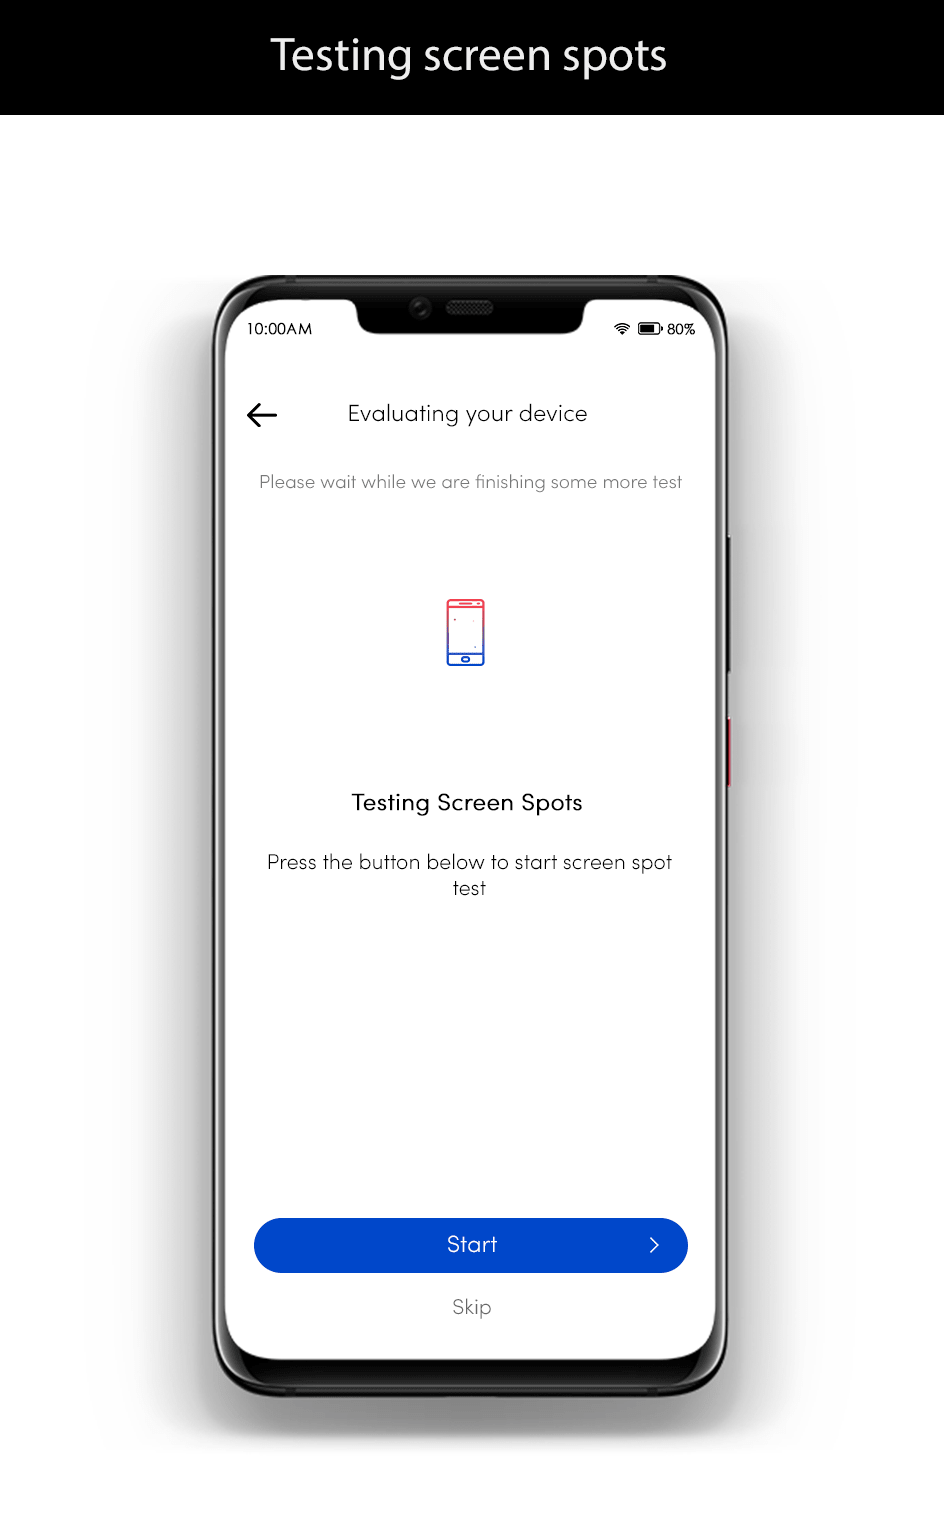 Testing screen spots
10:00AM
80%
Evaluating your device
Please wait while we are finishing some more test
Testing Screen Spots
Press the button below to start screen spot
test
Start
Skip